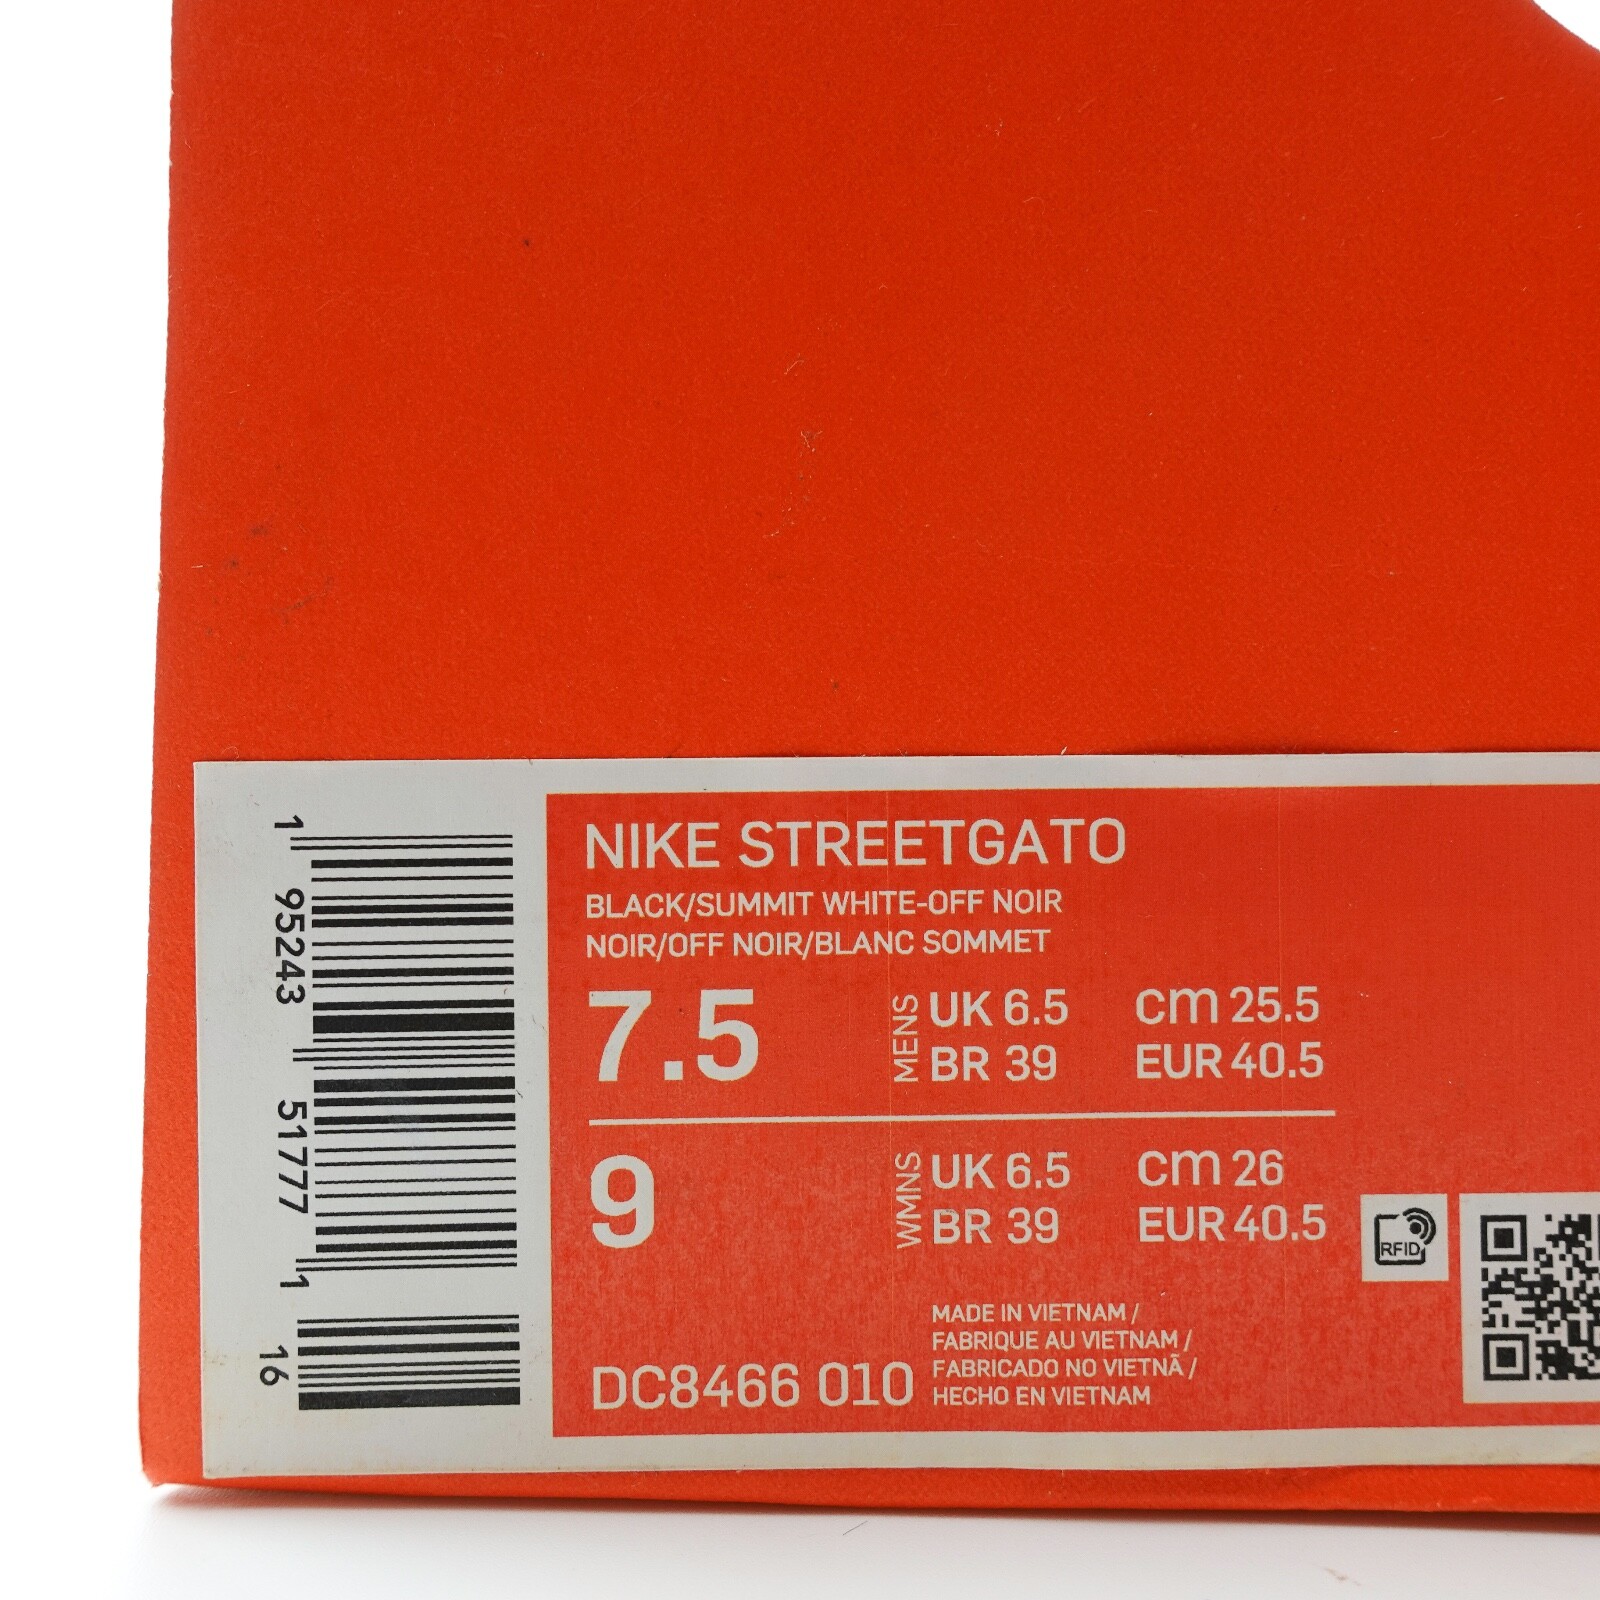 NIKE STREETGATO
BLACK/SUMMIT WHITE-OFF NOIR
NOIR/OFF NOIR/BLANC SOMMET
7.5 MENS UK 6.5 cm 25.5
BR 39 EUR 40.5
9 WMNS UK 6.5 cm 26
BR 39 EUR 40.5
RFID
DC8466 010
MADE IN VIETNAM /
FABRIQUE AU VIETNAM /
FABRICADO NO VIETNÃ /
HECHO EN VIETNAM
1 95243 51777 1
16